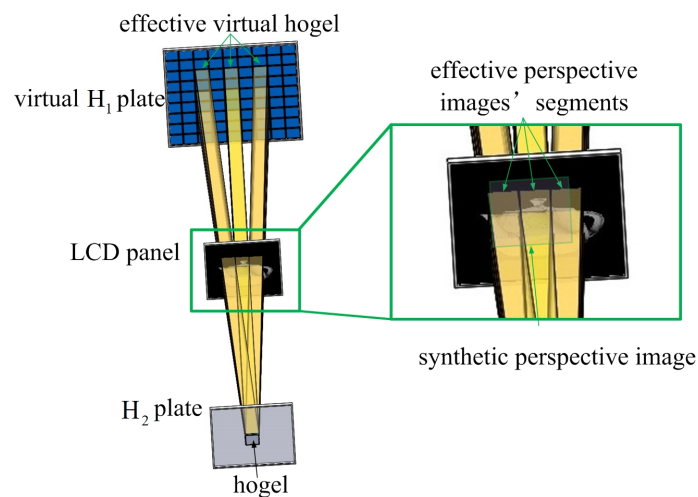 effective virtual hogel
virtual H₁ plate
effective perspective
images’ segments
LCD panel
synthetic perspective image
H₂ plate
hogel